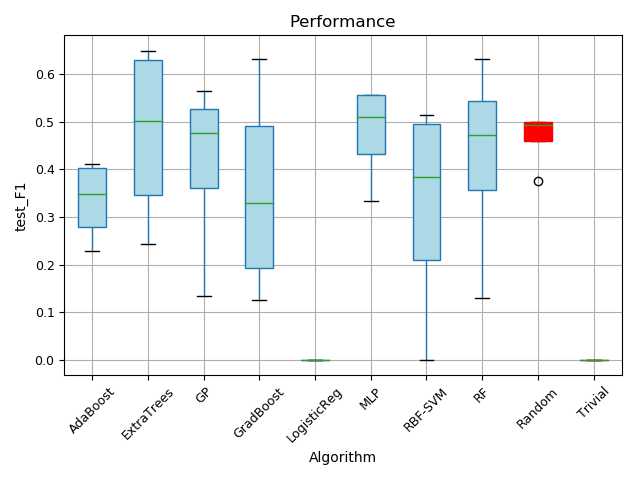 Performance
test_F1
0.6
0.5
0.4
0.3
0.2
0.1
0.0
AdaBoost
ExtraTrees
GP
GradBoost
LogisticReg
MLP
RBF-SVM
RF
Random
Trivial
Algorithm